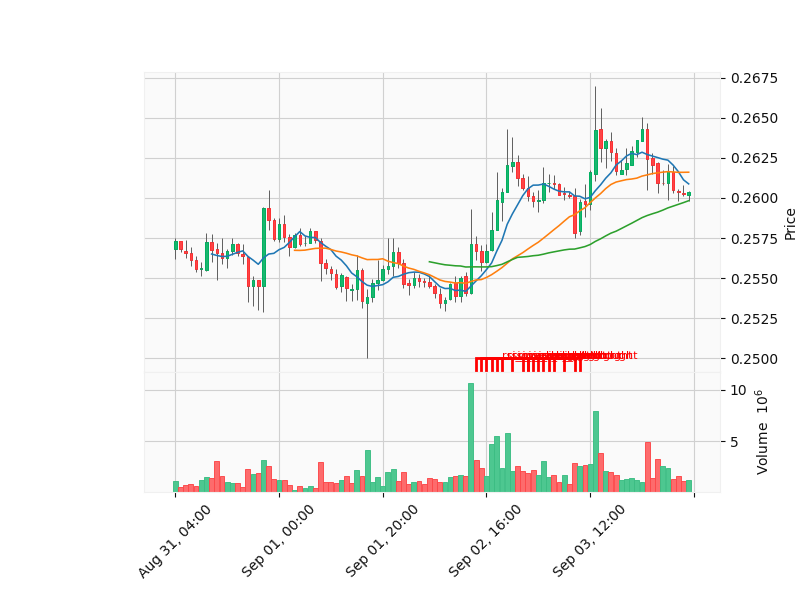 0.2675
0.2650
0.2625
0.2600
0.2575
0.2550
0.2525
0.2500
Price
10
5
Volume 10^6
Aug 31, 04:00
Sep 01, 00:00
Sep 01, 20:00
Sep 02, 16:00
Sep 03, 12:00